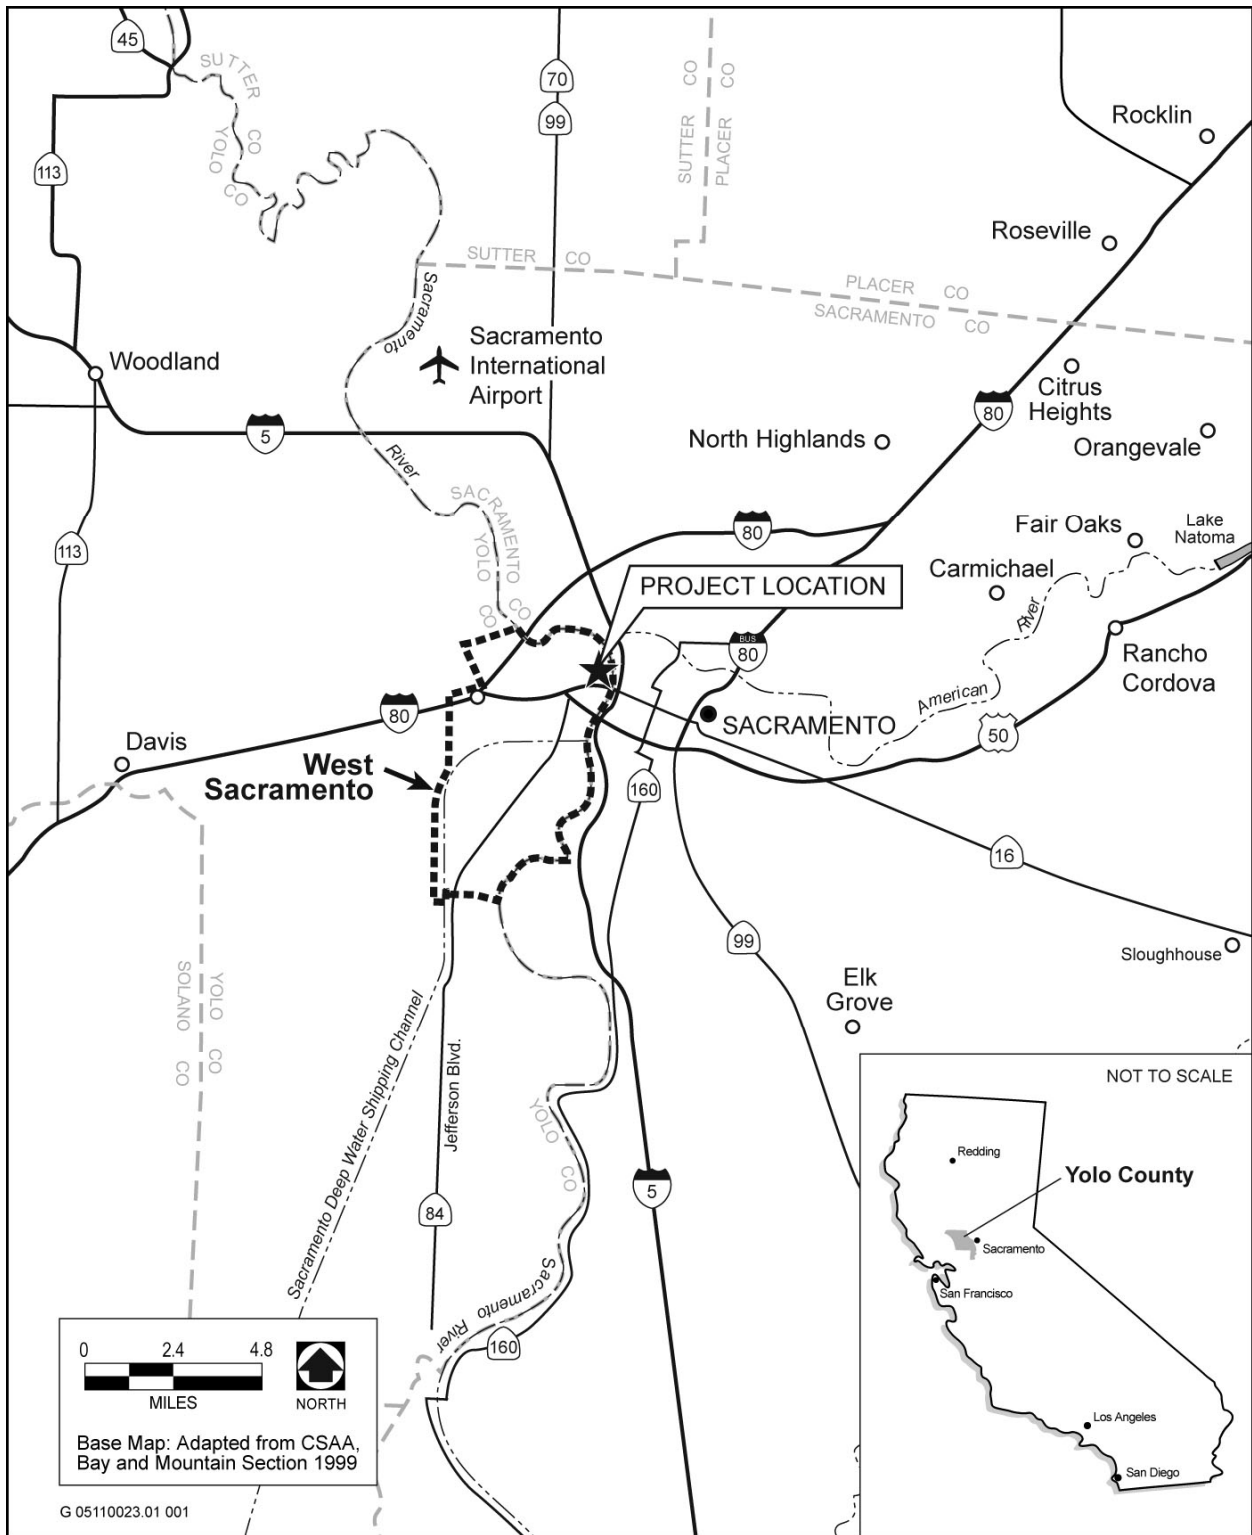 45
SUTTER CO
YOLO CO
70
99
SUTTER CO
PLACER CO
Rocklin
113
Roseville
SUTTER CO
PLACER CO
SACRAMENTO CO
Sacramento
River
Sacramento
International
Airport
Woodland
5
80
Citrus
Heights
North Highlands
Orangevale
SACRAMENTO CO
YOLO CO
113
80
Fair Oaks
Lake
Natoma
Carmichael
PROJECT LOCATION
American
River
BUS
80
Rancho
Cordova
80
SACRAMENTO
50
Davis
West
Sacramento
160
16
99
Sloughhouse
Elk
Grove
YOLO CO
SOLANO CO
Sacramento Deep Water Shipping Channel
Jefferson Blvd.
YOLO CO
5
84
Sacramento
River
160
NOT TO SCALE
Redding
Yolo County
Sacramento
San Francisco
Los Angeles
San Diego
0 2.4 4.8
MILES
NORTH
Base Map: Adapted from CSAA,
Bay and Mountain Section 1999
G 05110023.01 001